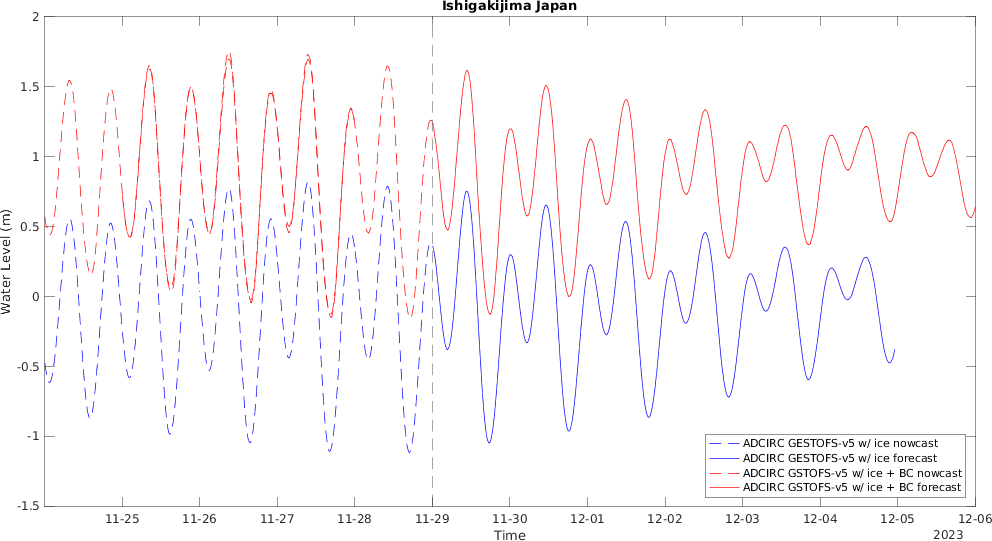 Ishigakijima Japan
2
1.5
1
0.5
0
-0.5
-1
-1.5
Water Level (m)
11-25 11-26 11-27 11-28 11-29 11-30 12-01 12-02 12-03 12-04 12-05 12-06
Time
2023
ADCIRC GESTOFS-v5 w/ ice nowcast
ADCIRC GESTOFS-v5 w/ ice forecast
ADCIRC GSTOFS-v5 w/ ice + BC nowcast
ADCIRC GSTOFS-v5 w/ ice + BC forecast